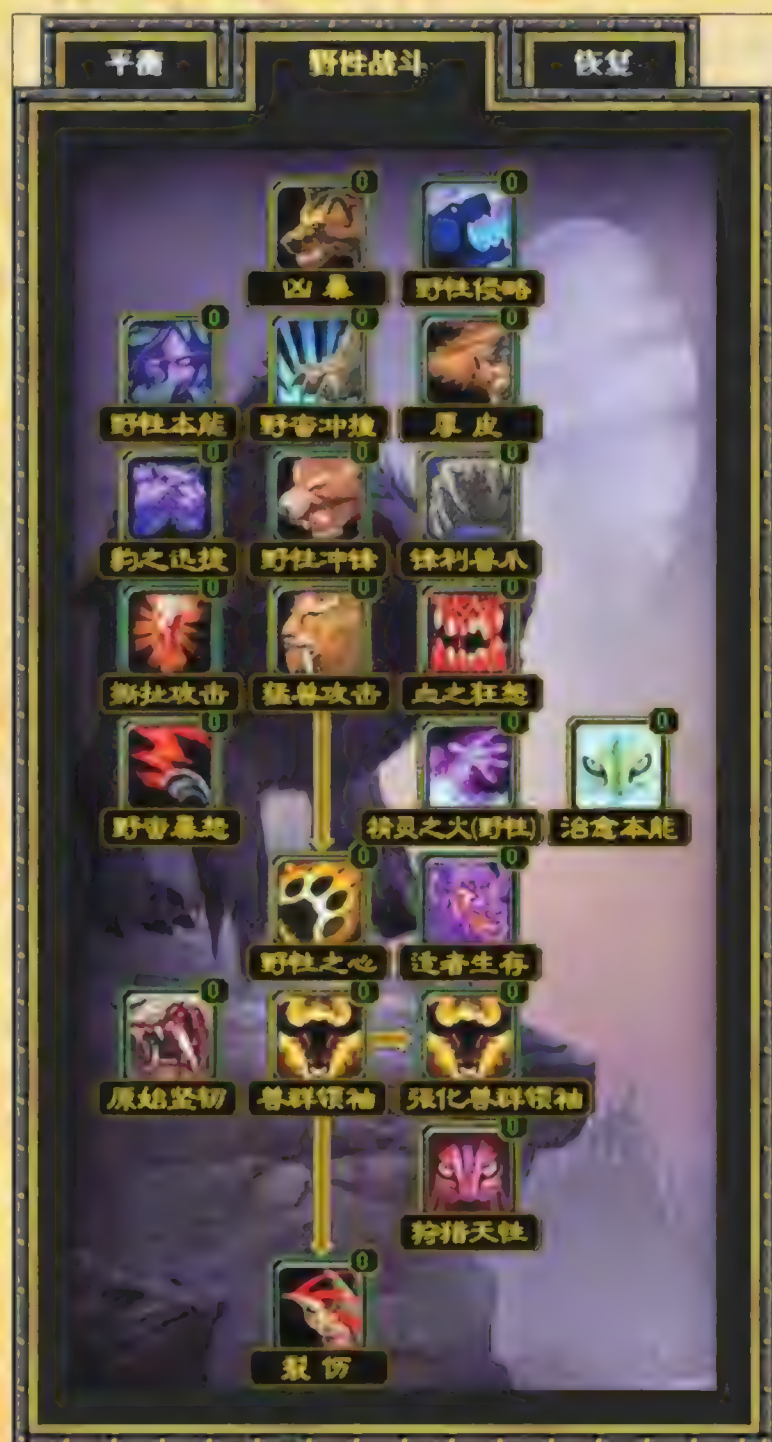 平衡 野性战斗 恢复
0 0
凶暴 野性侵略
0 0 0
野性本能 野蛮冲撞 厚皮
0 0 0
豹之迅捷 野性冲锋 锋利兽爪
0 0 0
撕扯攻击 猛兽攻击 血之狂怒
0 0 0
野蛮暴怒 精灵之火(野性) 治愈本能
0 0
野性之心 适者生存
0 0 0
原始坚韧 兽群领袖 强化兽群领袖
0
狩猎天性
0
裂伤